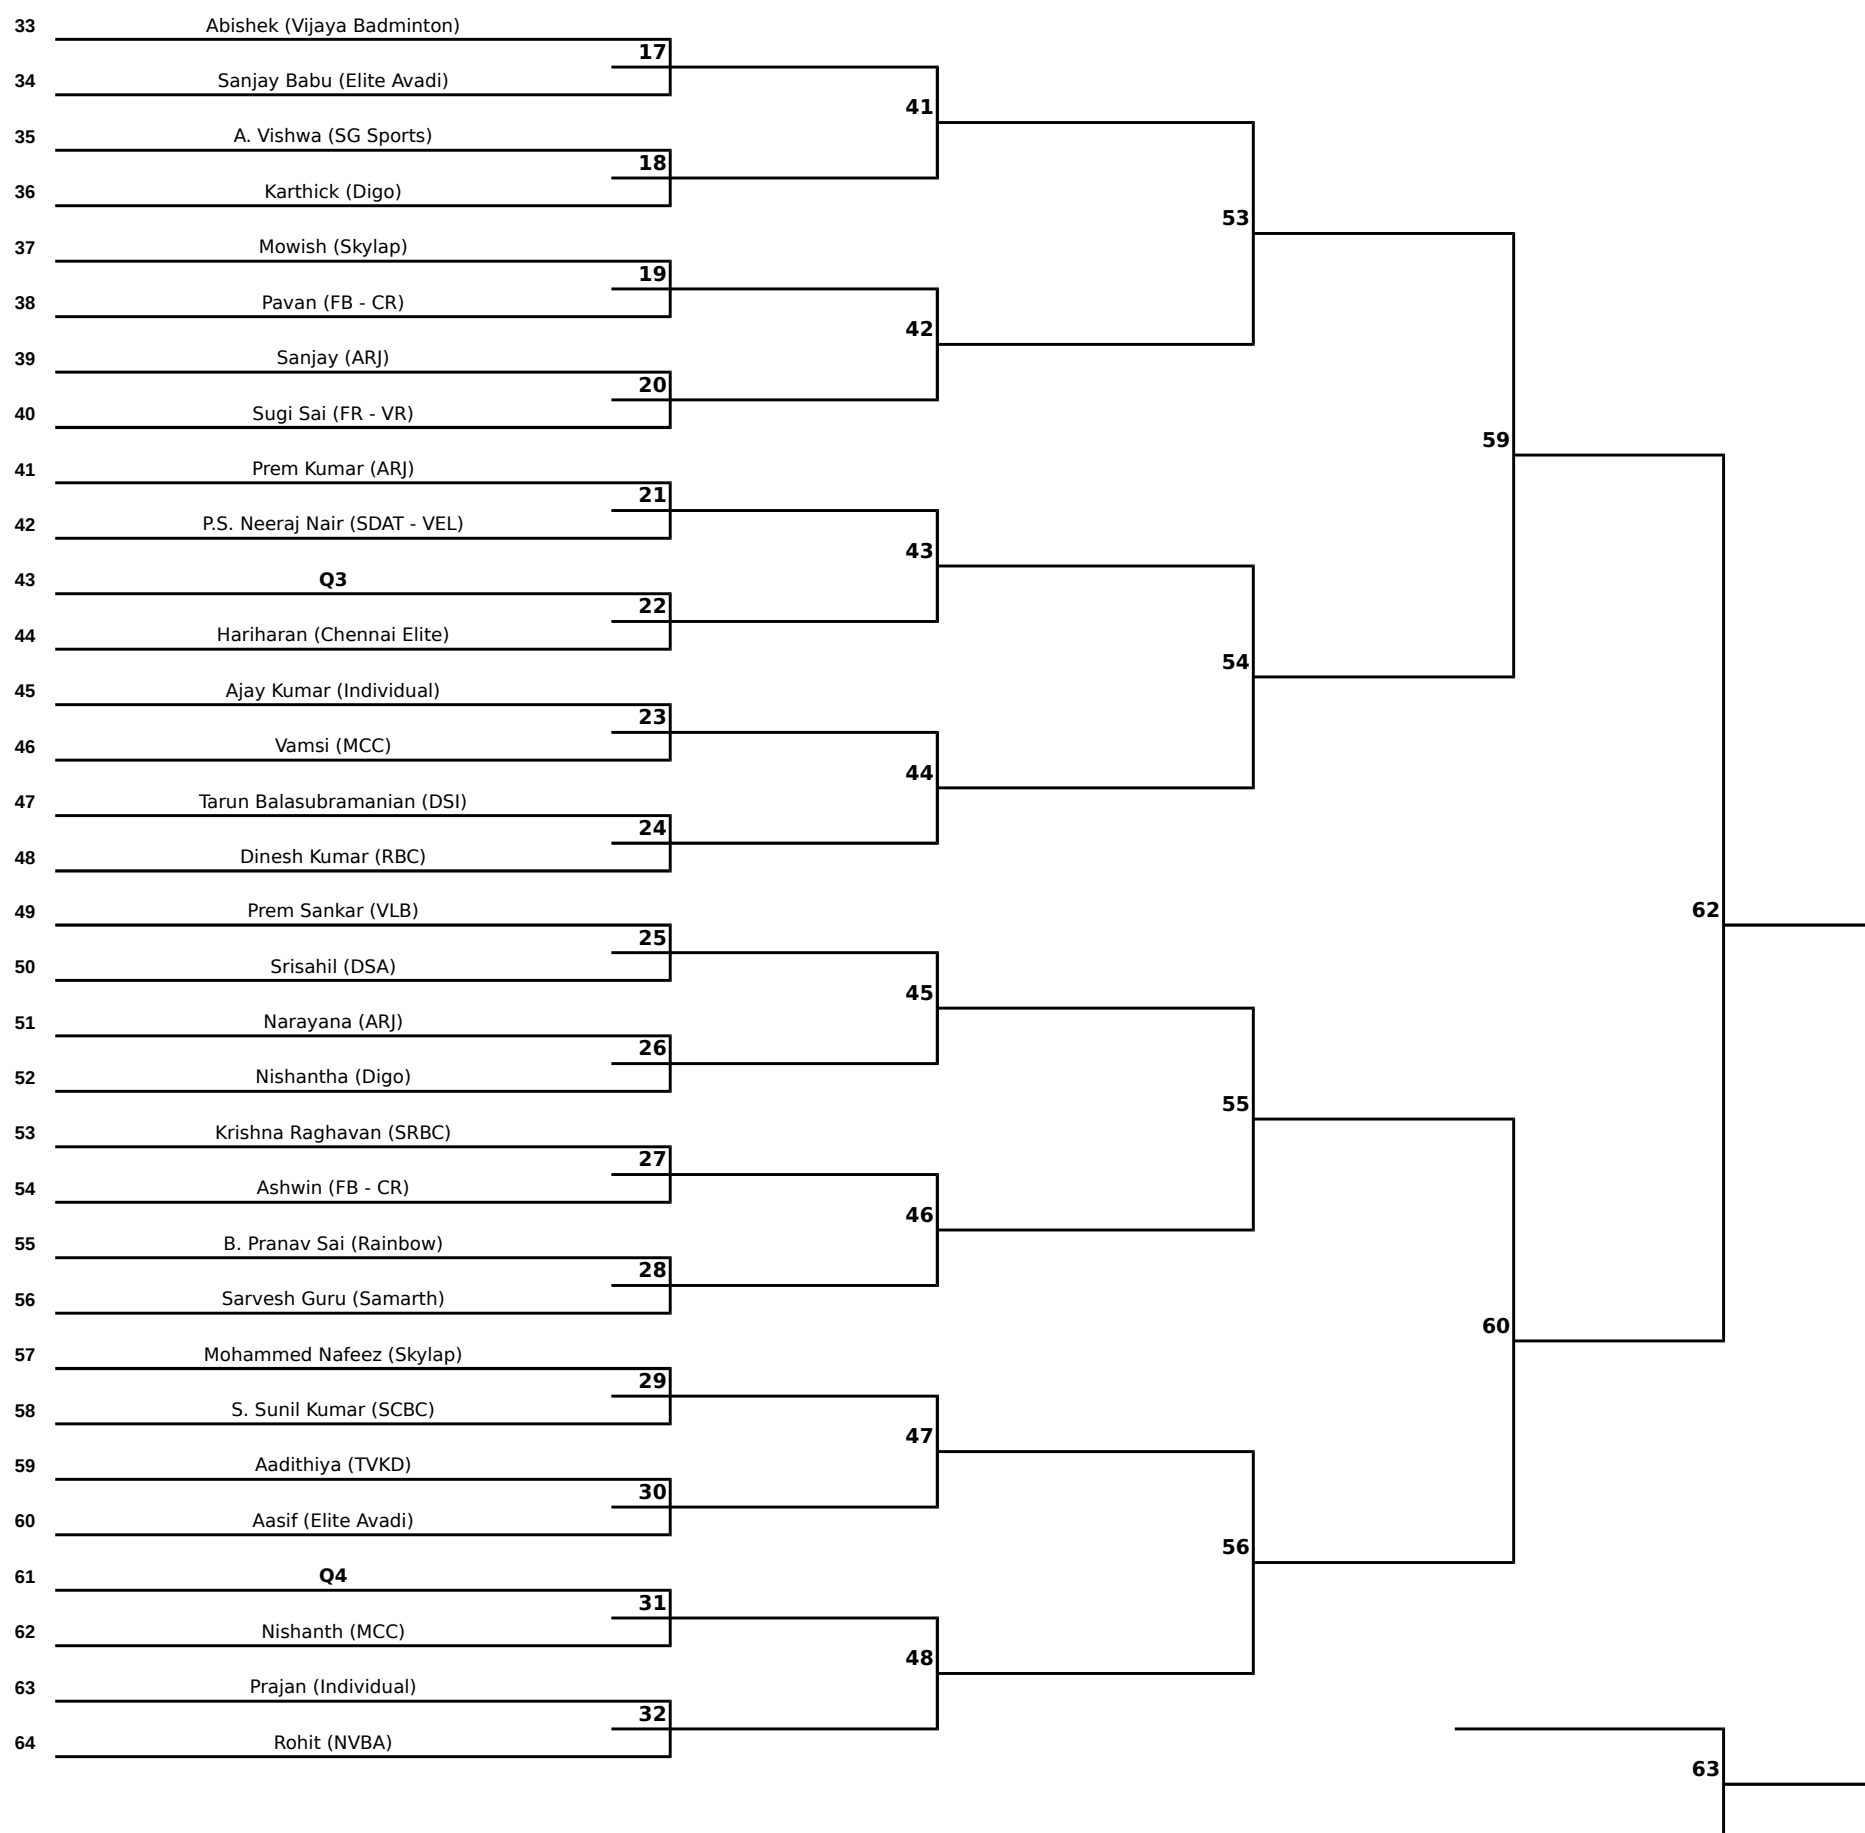 33 Abishek (Vijaya Badminton)
17
34 Sanjay Babu (Elite Avadi)
41
35 A. Vishwa (SG Sports)
18
36 Karthick (Digo)
53
37 Mowish (Skylap)
19
38 Pavan (FB - CR)
42
39 Sanjay (ARJ)
20
40 Sugi Sai (FR - VR)
59
41 Prem Kumar (ARJ)
21
42 P.S. Neeraj Nair (SDAT - VEL)
43
43 Q3
22
44 Hariharan (Chennai Elite)
54
45 Ajay Kumar (Individual)
23
46 Vamsi (MCC)
44
47 Tarun Balasubramanian (DSI)
24
48 Dinesh Kumar (RBC)
62
49 Prem Sankar (VLB)
25
50 Srisahil (DSA)
45
51 Narayana (ARJ)
26
52 Nishantha (Digo)
55
53 Krishna Raghavan (SRBC)
27
54 Ashwin (FB - CR)
46
55 B. Pranav Sai (Rainbow)
28
56 Sarvesh Guru (Samarth)
60
57 Mohammed Nafeez (Skylap)
29
58 S. Sunil Kumar (SCBC)
47
59 Aadithiya (TVKD)
30
60 Aasif (Elite Avadi)
56
61 Q4
31
62 Nishanth (MCC)
48
63 Prajan (Individual)
32
64 Rohit (NVBA)
63